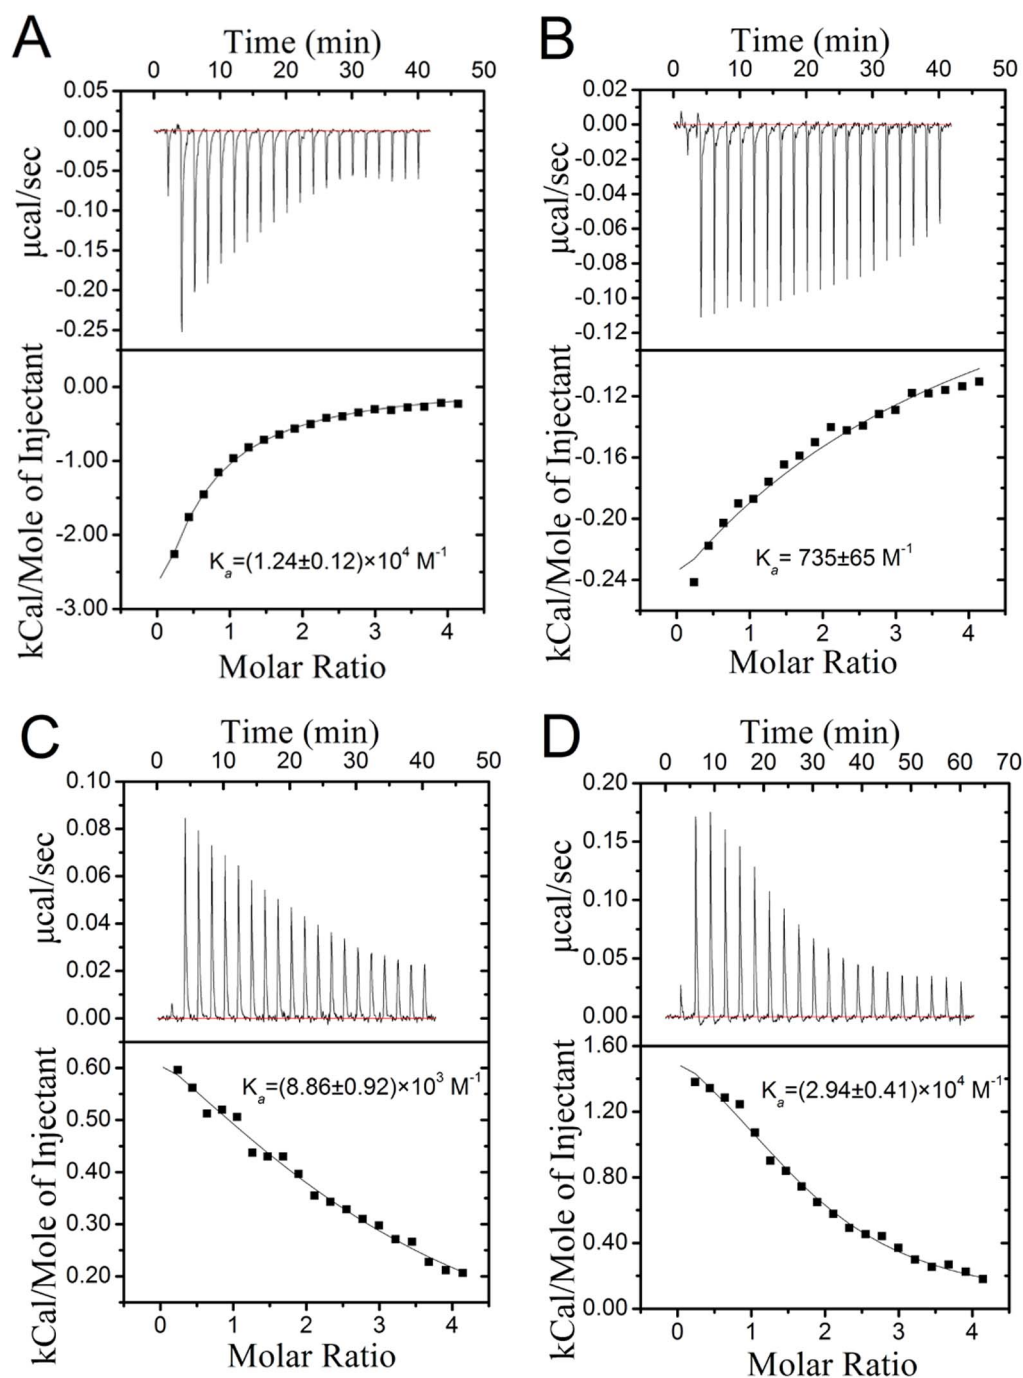 A
Time (min)
0 10 20 30 40 50
0.05
0.00
-0.05
-0.10
-0.15
-0.20
-0.25
μcal/sec
0.00
-1.00
-2.00
-3.00
kCal/Mole of Injectant
Ka=(1.24±0.12)×10⁴ M⁻¹
0 1 2 3 4
Molar Ratio
B
Time (min)
0 10 20 30 40 50
0.02
0.00
-0.02
-0.04
-0.06
-0.08
-0.10
-0.12
μcal/sec
-0.12
-0.16
-0.20
-0.24
kCal/Mole of Injectant
Ka= 735±65 M⁻¹
0 1 2 3 4
Molar Ratio
C
Time (min)
0 10 20 30 40 50
0.10
0.08
0.06
0.04
0.02
0.00
μcal/sec
0.60
0.50
0.40
0.30
0.20
kCal/Mole of Injectant
Ka=(8.86±0.92)×10³ M⁻¹
0 1 2 3 4
Molar Ratio
D
Time (min)
0 10 20 30 40 50 60 70
0.20
0.15
0.10
0.05
0.00
μcal/sec
1.60
1.20
0.80
0.40
0.00
kCal/Mole of Injectant
Ka=(2.94±0.41)×10⁴ M⁻¹
0 1 2 3 4
Molar Ratio